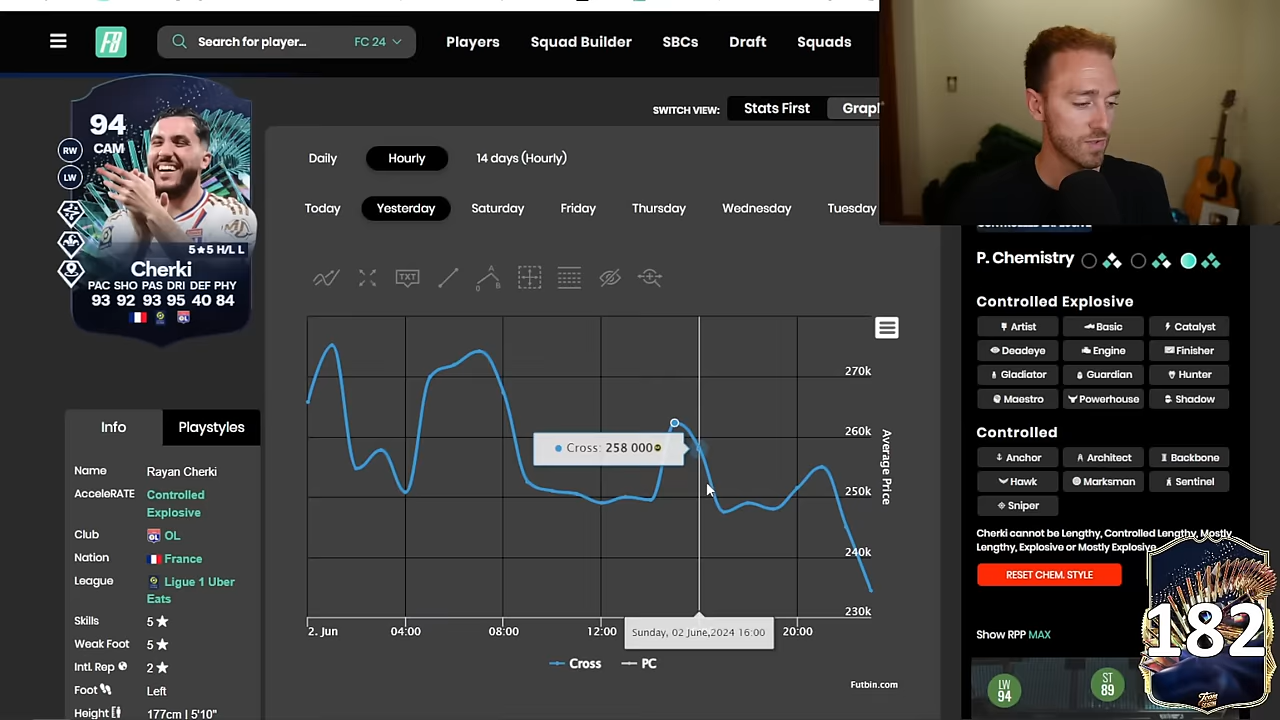 FB
Search for player... FC 24
Players
Squad Builder
SBCs
Draft
Squads
SWITCH VIEW:
Stats First
94
CAM
RW
LW
5★5 H/L L
Cherki
PAC SHO PAS DRI DEF PHY
93 92 93 95 40 84
Daily
Hourly
14 days (Hourly)
Today
Yesterday
Saturday
Friday
Thursday
Wednesday
Tuesday
TXT
270k
260k
250k
240k
230k
Average Price
Cross: 258 000
2. Jun
04:00
08:00
12:00
Sunday, 02 June,2024 16:00
20:00
Cross
PC
Futbin.com
Info
Playstyles
Name Rayan Cherki
AcceleRATE Controlled
Explosive
Club OL
Nation France
League Ligue 1 Uber
Eats
Skills 5★
Weak Foot 5★
Intl. Rep 2★
Foot Left
Height 177cm | 5'10"
P. Chemistry
Controlled Explosive
Artist Basic Catalyst
Deadeye Engine Finisher
Gladiator Guardian Hunter
Maestro Powerhouse Shadow
Controlled
Anchor Architect Backbone
Hawk Marksman Sentinel
Sniper
Cherki cannot be Lengthy, Controlled Lengthy, Mostly
Lengthy, Explosive or Mostly Explosive
RESET CHEM. STYLE
Show RPP MAX
182
LW
94
ST
89